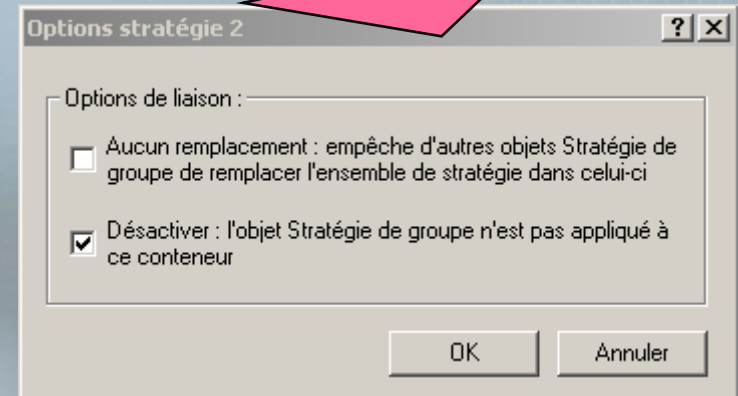 Options stratégie 2
Options de liaison :
Aucun remplacement : empêche d'autres objets Stratégie de
groupe de remplacer l'ensemble de stratégie dans celui-ci
Désactiver : l'objet Stratégie de groupe n'est pas appliqué à
ce conteneur
OK
Annuler